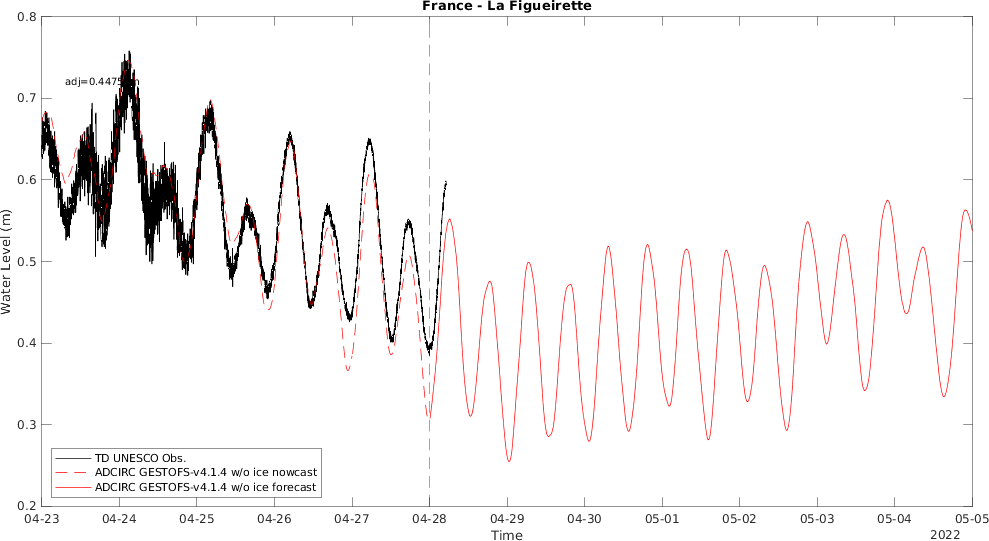 France - La Figueirette
Water Level (m)
0.8
0.7
0.6
0.5
0.4
0.3
0.2
adj=0.4475
TD UNESCO Obs.
ADCIRC GESTOFS-v4.1.4 w/o ice nowcast
ADCIRC GESTOFS-v4.1.4 w/o ice forecast
04-23 04-24 04-25 04-26 04-27 04-28 04-29 04-30 05-01 05-02 05-03 05-04 05-05
Time
2022